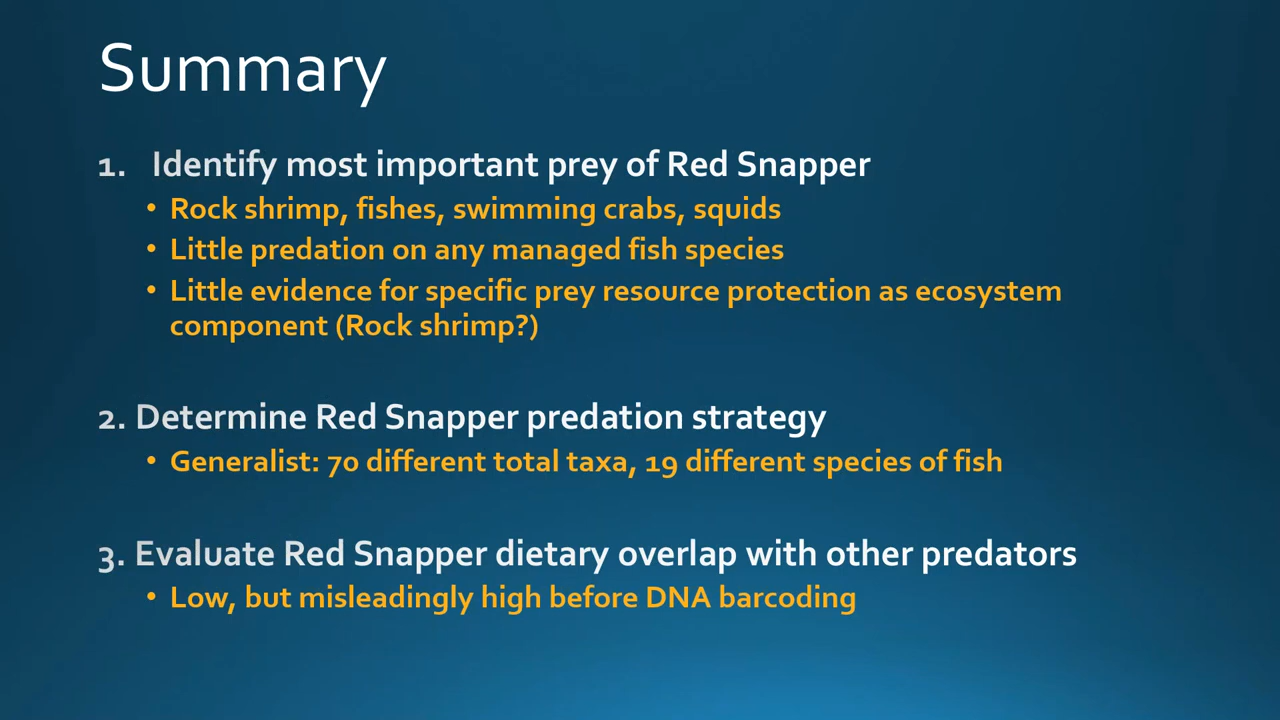 Summary
1. Identify most important prey of Red Snapper
• Rock shrimp, fishes, swimming crabs, squids
• Little predation on any managed fish species
• Little evidence for specific prey resource protection as ecosystem
component (Rock shrimp?)
2. Determine Red Snapper predation strategy
• Generalist: 70 different total taxa, 19 different species of fish
3. Evaluate Red Snapper dietary overlap with other predators
• Low, but misleadingly high before DNA barcoding